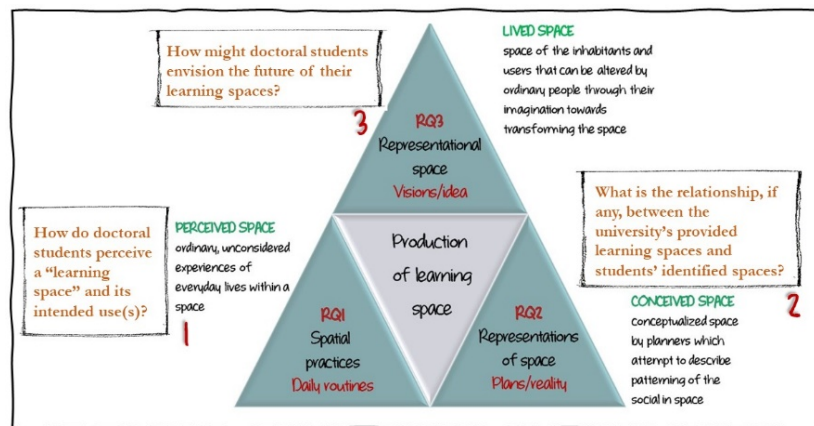 How might doctoral students
envision the future of their
learning spaces?
3
LIVED SPACE
space of the inhabitants and
users that can be altered by
ordinary people through their
imagination towards
transforming the space
RQ3
Representational
space
Visions/idea
How do doctoral
students perceive
a “learning
space” and its
intended use(s)?
PERCEIVED SPACE
ordinary, unconsidered
experiences of
everyday lives within a
space
1
Production
of learning
space
What is the relationship, if
any, between the
university's provided
learning spaces and
students' identified spaces?
2
CONCEIVED SPACE
conceptualized space
by planners which
attempt to describe
patterning of the
social in space
RQ1
Spatial
practices
Daily routines
RQ2
Representations
of space
Plans/reality